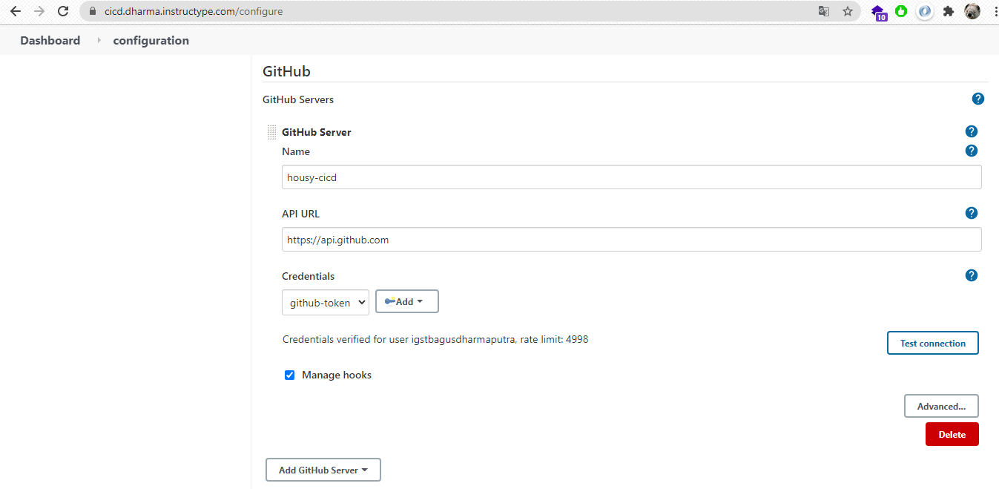 cicd.dharma.instructype.com/configure
10
Dashboard configuration
GitHub
GitHub Servers ?
GitHub Server ?
Name ?
housy-cicd
API URL ?
https://api.github.com
Credentials ?
github-token Add
Credentials verified for user igstbagusdharmaputra, rate limit: 4998
Test connection
Manage hooks
Advanced...
Delete
Add GitHub Server